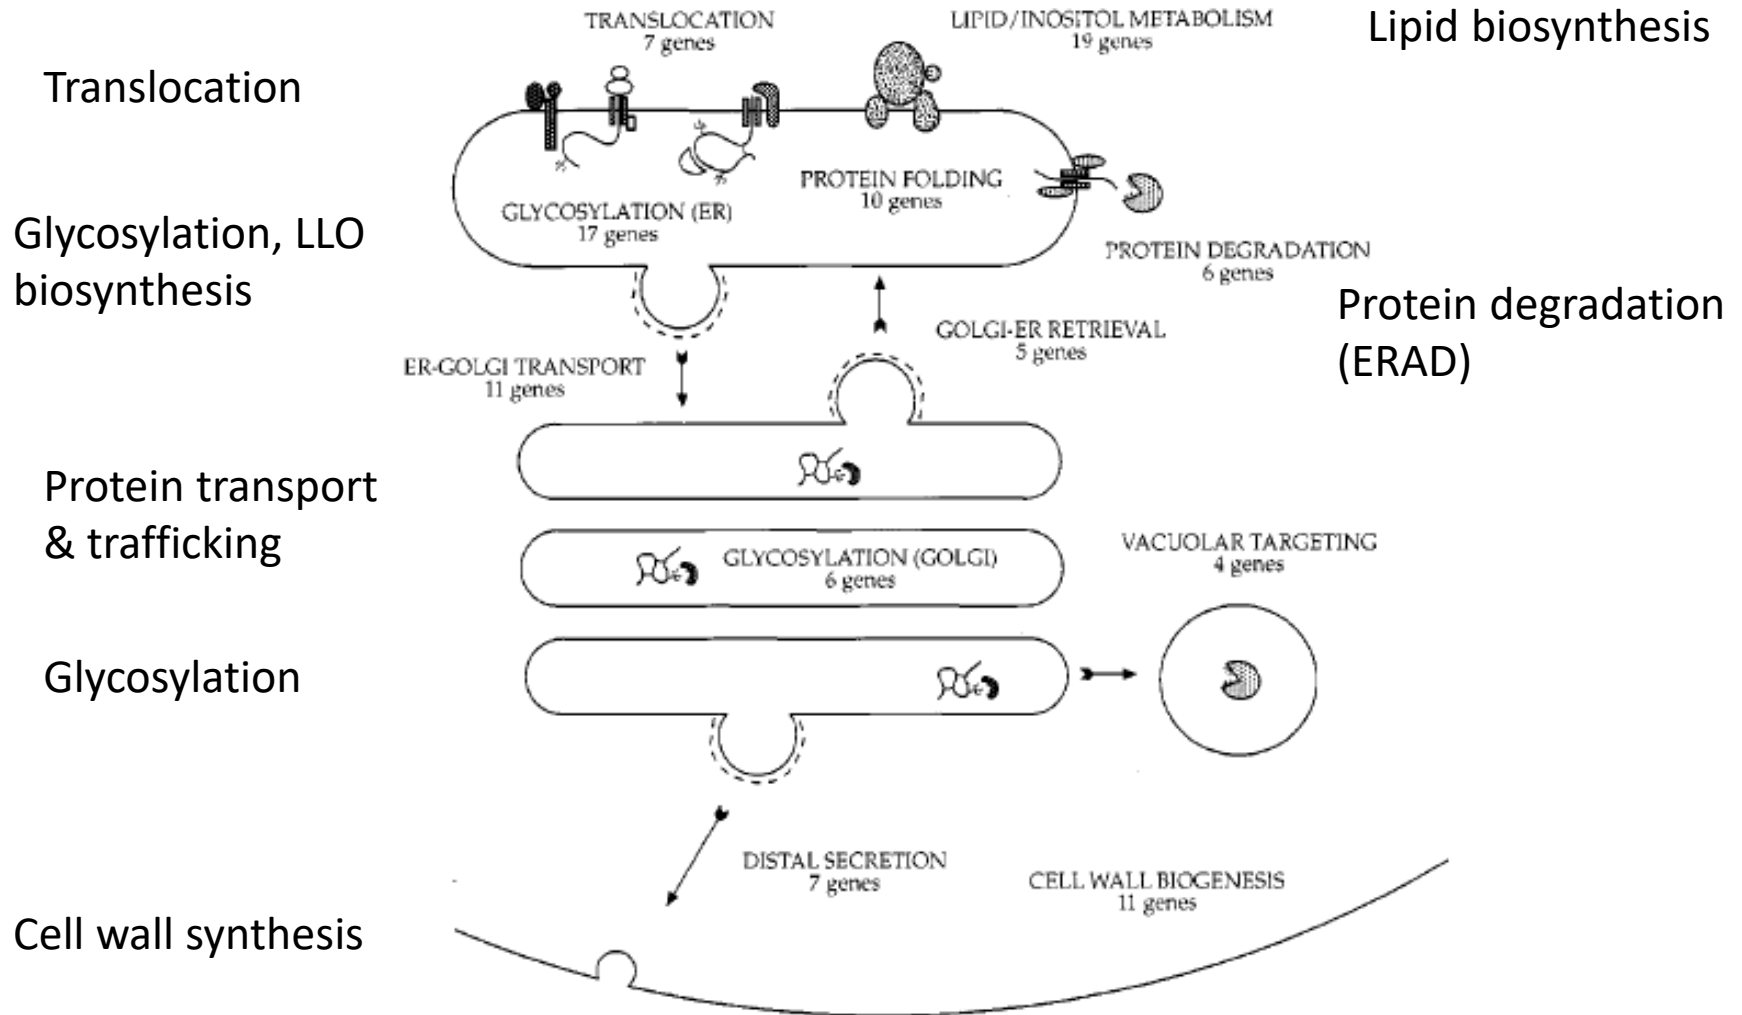 TRANSLOCATION
7 genes
LIPID/INOSITOL METABOLISM
19 genes
Lipid biosynthesis
Translocation
PROTEIN FOLDING
10 genes
GLYCOSYLATION (ER)
17 genes
Glycosylation, LLO
biosynthesis
PROTEIN DEGRADATION
6 genes
Protein degradation
(ERAD)
GOLGI-ER RETRIEVAL
5 genes
ER-GOLGI TRANSPORT
11 genes
Protein transport
& trafficking
GLYCOSYLATION (GOLGI)
6 genes
VACUOLAR TARGETING
4 genes
Glycosylation
DISTAL SECRETION
7 genes
CELL WALL BIOGENESIS
11 genes
Cell wall synthesis